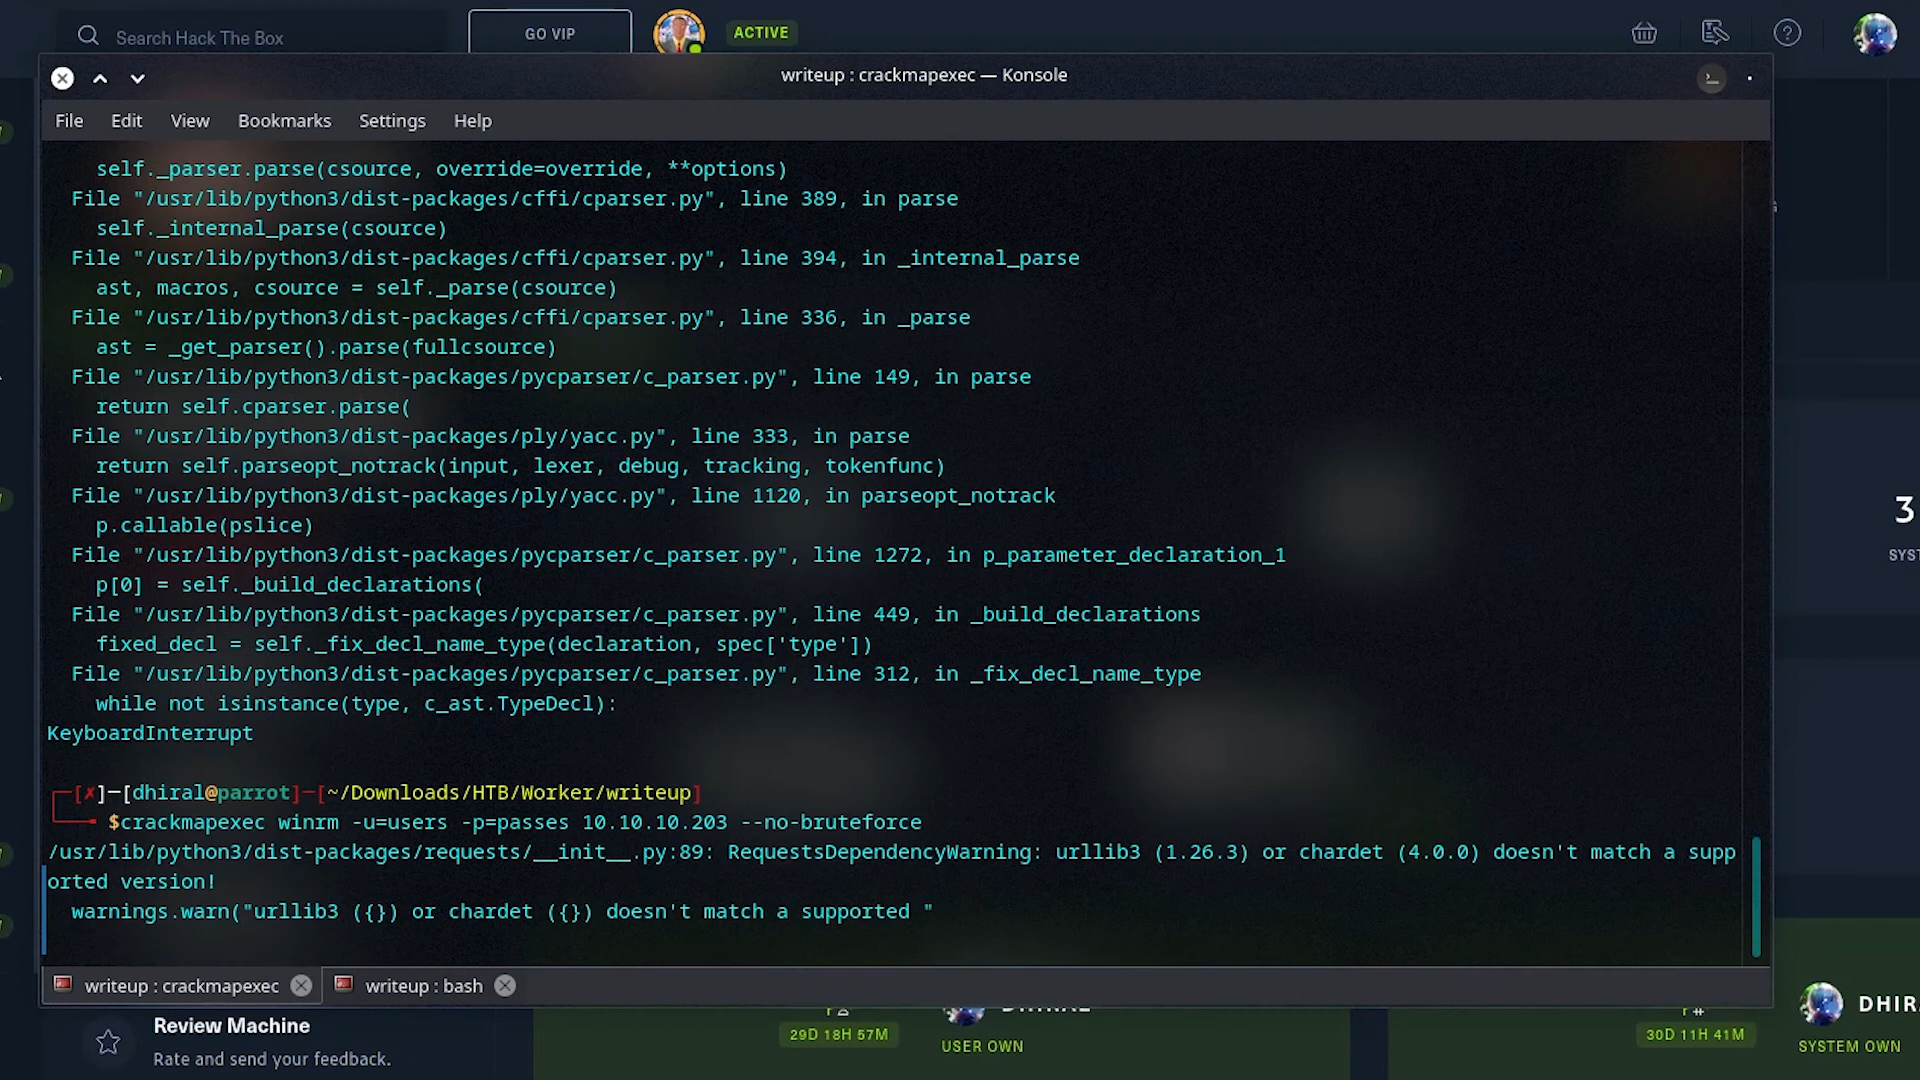 Search Hack The Box
GO VIP
ACTIVE
writeup : crackmapexec — Konsole
File Edit View Bookmarks Settings Help
self._parser.parse(csource, override=override, **options)
File "/usr/lib/python3/dist-packages/cffi/cparser.py", line 389, in parse
self._internal_parse(csource)
File "/usr/lib/python3/dist-packages/cffi/cparser.py", line 394, in _internal_parse
ast, macros, csource = self._parse(csource)
File "/usr/lib/python3/dist-packages/cffi/cparser.py", line 336, in _parse
ast = _get_parser().parse(fullcsource)
File "/usr/lib/python3/dist-packages/pycparser/c_parser.py", line 149, in parse
return self.cparser.parse(
File "/usr/lib/python3/dist-packages/ply/yacc.py", line 333, in parse
return self.parseopt_notrack(input, lexer, debug, tracking, tokenfunc)
File "/usr/lib/python3/dist-packages/ply/yacc.py", line 1120, in parseopt_notrack
p.callable(pslice)
File "/usr/lib/python3/dist-packages/pycparser/c_parser.py", line 1272, in p_parameter_declaration_1
p[0] = self._build_declarations(
File "/usr/lib/python3/dist-packages/pycparser/c_parser.py", line 449, in _build_declarations
fixed_decl = self._fix_decl_name_type(declaration, spec['type'])
File "/usr/lib/python3/dist-packages/pycparser/c_parser.py", line 312, in _fix_decl_name_type
while not isinstance(type, c_ast.TypeDecl):
KeyboardInterrupt
┌─[✗]─[dhiral@parrot]─[~/Downloads/HTB/Worker/writeup]
└──╼ $crackmapexec winrm -u=users -p=passes 10.10.10.203 --no-bruteforce
/usr/lib/python3/dist-packages/requests/__init__.py:89: RequestsDependencyWarning: urllib3 (1.26.3) or chardet (4.0.0) doesn't match a supp
orted version!
warnings.warn("urllib3 ({}) or chardet ({}) doesn't match a supported "
writeup : crackmapexec
writeup : bash
3
SYST
Review Machine
Rate and send your feedback.
29D 18H 57M
DHIRAL
USER OWN
30D 11H 41M
DHIR
SYSTEM OWN